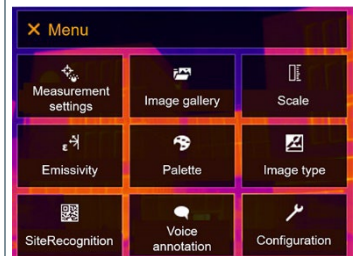 Menu
Measurement
settings
Image gallery
Scale
ε
Emissivity
Palette
Image type
SiteRecognition
Voice
annotation
Configuration